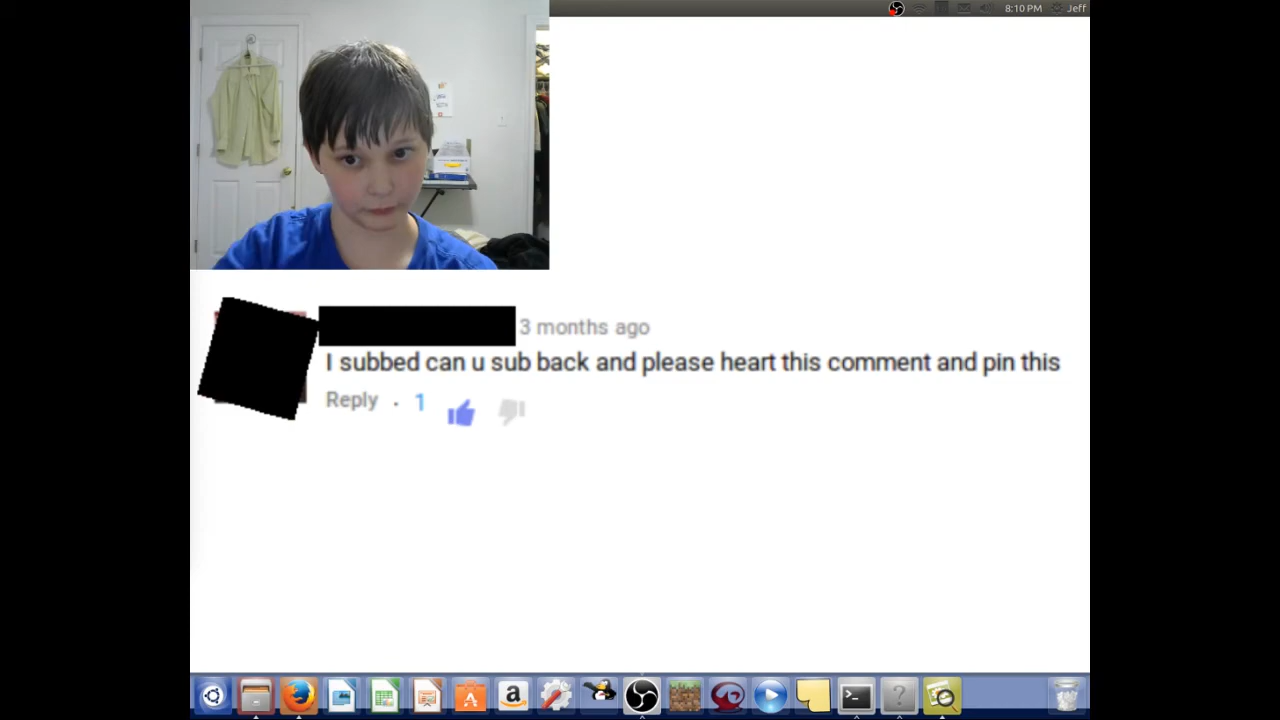 8:10 PM Jeff
3 months ago
I subbed can u sub back and please heart this comment and pin this
Reply . 1